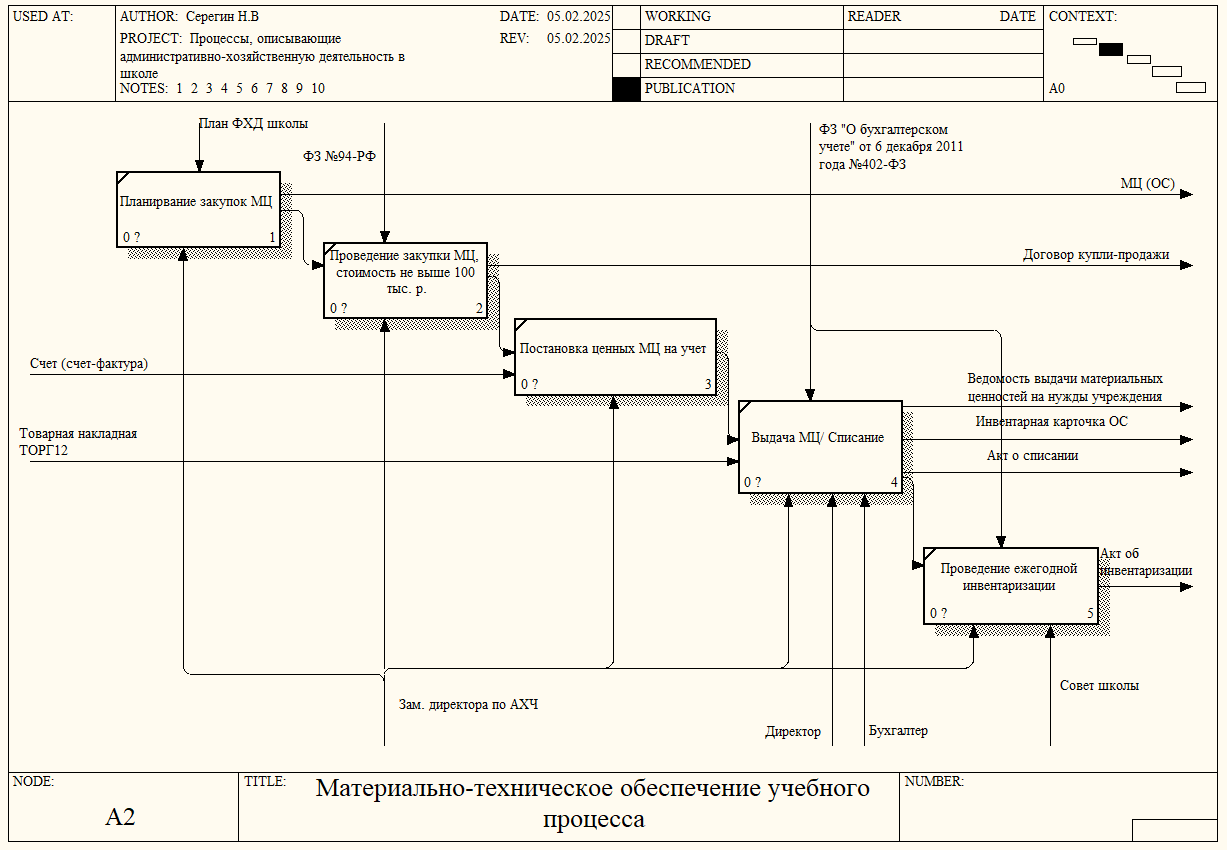 USED AT:
AUTHOR: Серегин Н.В
DATE: 05.02.2025
PROJECT: Процессы, описывающие
административно-хозяйственную деятельность в
школе
REV: 05.02.2025
NOTES: 1 2 3 4 5 6 7 8 9 10
WORKING
DRAFT
RECOMMENDED
PUBLICATION
READER DATE
CONTEXT:
A0
План ФХД школы
ФЗ №94-РФ
ФЗ "О бухгалтерском
учете" от 6 декабря 2011
года №402-ФЗ
МЦ (ОС)
Планирвание закупок МЦ
0 ? 1
Договор купли-продажи
Проведение закупки МЦ,
стоимость не выше 100
тыс. р.
0 ? 2
Постановка ценных МЦ на учет
0 ? 3
Счет (счет-фактура)
Ведомость выдачи материальных
ценностей на нужды учреждения
Инвентарная карточка ОС
Товарная накладная
ТОРГ12
Выдача МЦ/ Списание
0 ? 4
Акт о списании
Акт об
инвентаризации
Проведение ежегодной
инвентаризации
0 ? 5
Совет школы
Зам. директора по АХЧ
Директор
Бухгалтер
NODE:
A2
TITLE:
Материально-техническое обеспечение учебного
процесса
NUMBER: